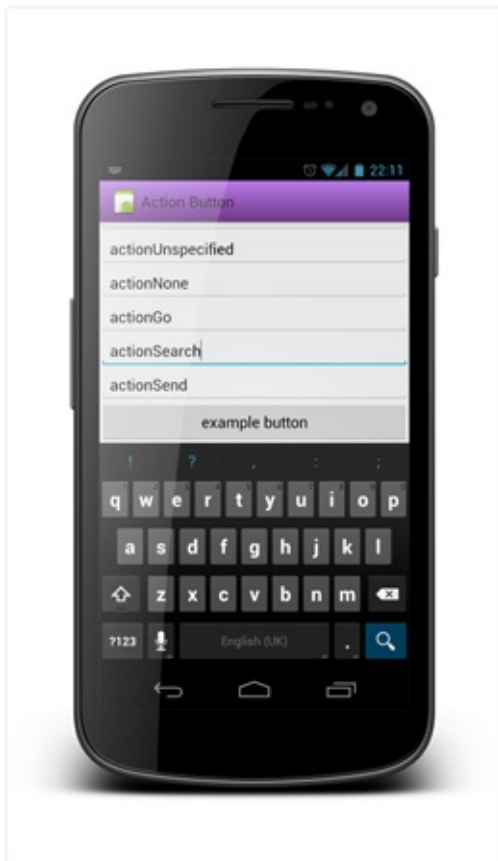 22:11
Action Button
actionUnspecified
actionNone
actionGo
actionSearch
actionSend
example button
! ? , : ;
q w e r t y u i o p
a s d f g h j k l
z x c v b n m
?123 English (UK) .